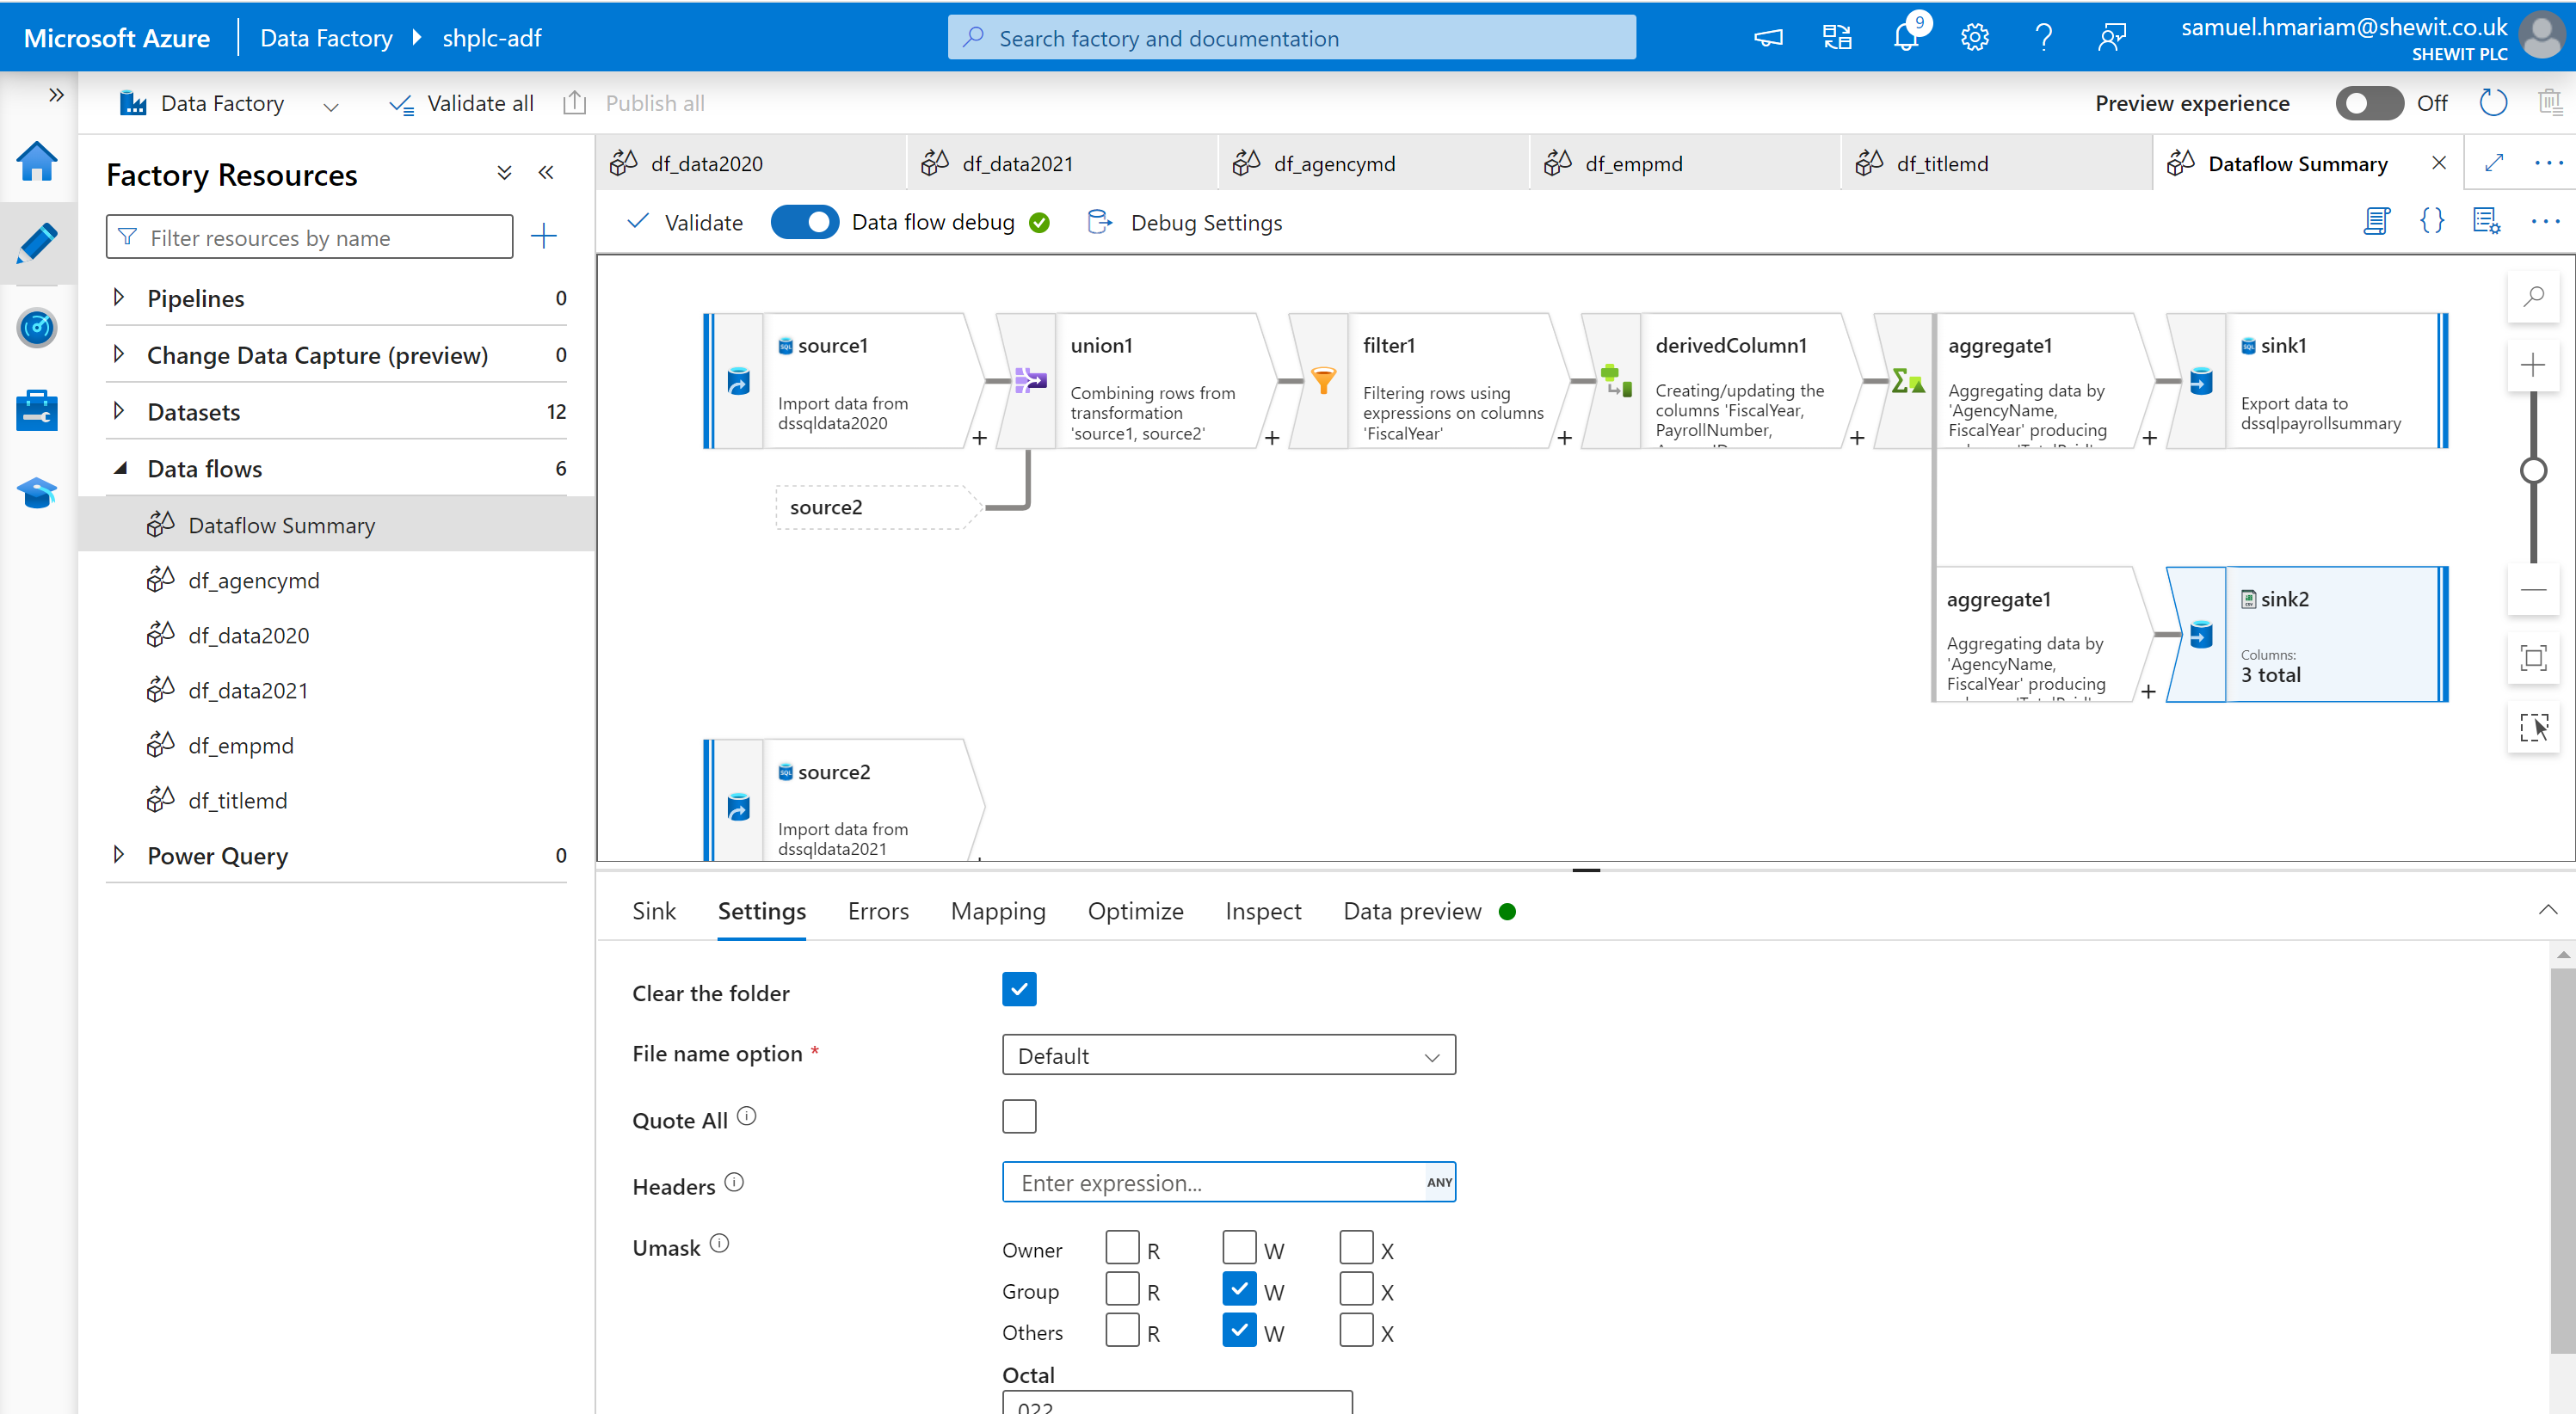 Microsoft Azure
Data Factory
shplc-adf
Search factory and documentation
9
samuel.hmariam@shewit.co.uk
SHEWIT PLC
Data Factory
Validate all
Publish all
Preview experience
Off
Factory Resources
Filter resources by name
Pipelines 0
Change Data Capture (preview) 0
Datasets 12
Data flows 6
Dataflow Summary
df_agencymd
df_data2020
df_data2021
df_empmd
df_titlemd
Power Query 0
df_data2020
df_data2021
df_agencymd
df_empmd
df_titlemd
Dataflow Summary
Validate
Data flow debug
Debug Settings
source1
Import data from
dssqldata2020
union1
Combining rows from
transformation
'source1, source2'
filter1
Filtering rows using
expressions on columns
'FiscalYear'
derivedColumn1
Creating/updating the
columns 'FiscalYear,
PayrollNumber,
aggregate1
Aggregating data by
'AgencyName,
FiscalYear' producing
sink1
Export data to
dssqlpayrollsummary
source2
aggregate1
Aggregating data by
'AgencyName,
FiscalYear' producing
sink2
Columns:
3 total
source2
Import data from
dssqldata2021
Sink
Settings
Errors
Mapping
Optimize
Inspect
Data preview
Clear the folder
File name option *
Default
Quote All
Headers
Enter expression...
ANY
Umask
Owner R W X
Group R W X
Others R W X
Octal
022